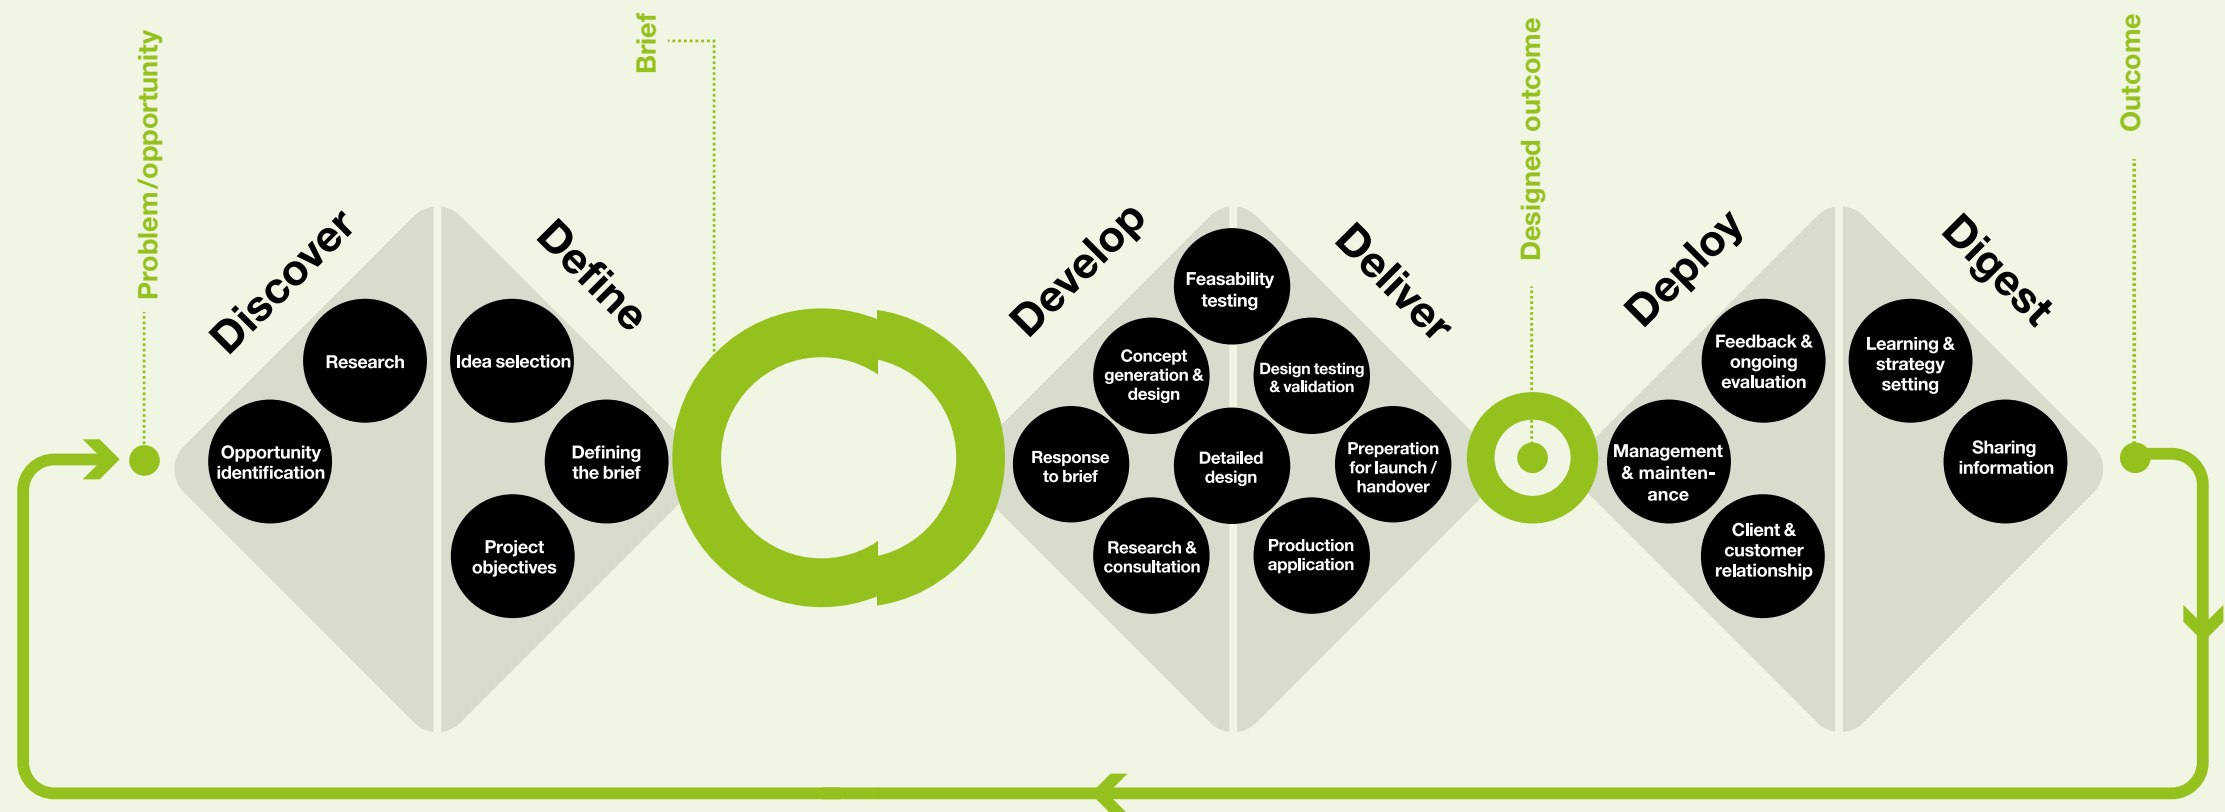 Problem/opportunity
Brief
Designed outcome
Outcome
Discover
Research
Opportunity
identification
Define
Idea selection
Defining
the brief
Project
objectives
Develop
Feasability
testing
Concept
generation &
design
Response
to brief
Research &
consultation
Detailed
design
Deliver
Design testing
& validation
Preperation
for launch /
handover
Production
application
Deploy
Feedback &
ongoing
evaluation
Management
& mainten-
ance
Client &
customer
relationship
Digest
Learning &
strategy
setting
Sharing
information